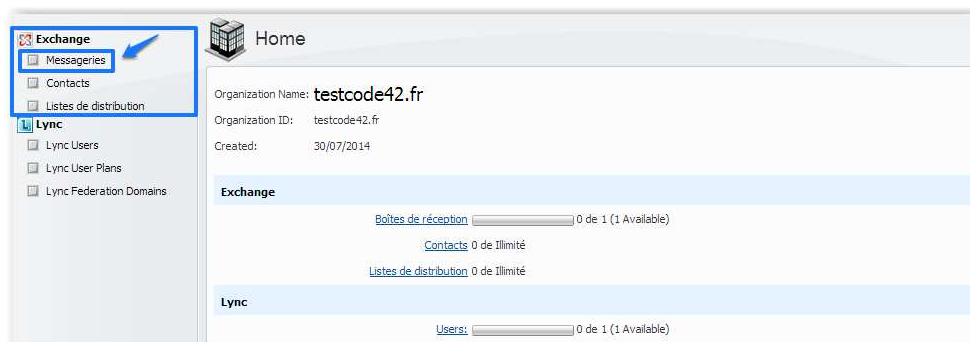 Exchange
Messageries
Contacts
Listes de distribution
Lync
Lync Users
Lync User Plans
Lync Federation Domains
Home
Organization Name: testcode42.fr
Organization ID: testcode42.fr
Created: 30/07/2014
Exchange
Boîtes de réception 0 de 1 (1 Available)
Contacts 0 de Illimité
Listes de distribution 0 de Illimité
Lync
Users: 0 de 1 (1 Available)